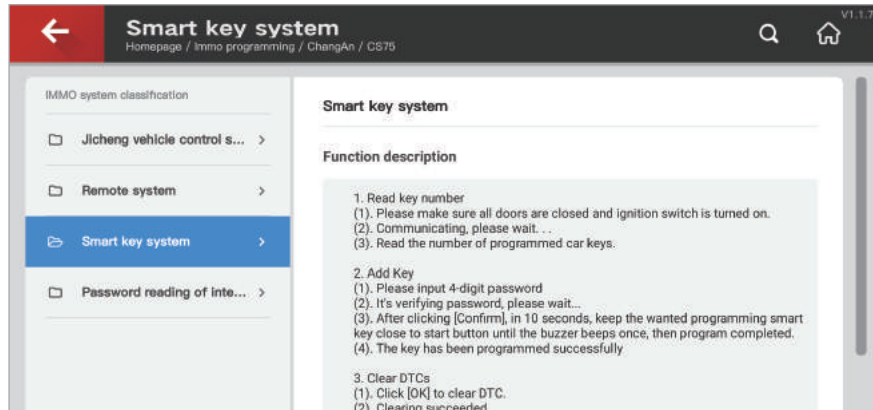 Smart key system
Homepage / Immo programming / ChangAn / CS75
V1.1.7
IMMO system classification
Jicheng vehicle control s... >
Remote system >
Smart key system >
Password reading of inte... >
Smart key system
Function description
1. Read key number
(1). Please make sure all doors are closed and ignition switch is turned on.
(2). Communicating, please wait. . .
(3). Read the number of programmed car keys.
2. Add Key
(1). Please input 4-digit password
(2). It's verifying password, please wait...
(3). After clicking [Confirm], in 10 seconds, keep the wanted programming smart
key close to start button until the buzzer beeps once, then program completed.
(4). The key has been programmed successfully
3. Clear DTCs
(1). Click [OK] to clear DTC.
(2). Clearing succeeded